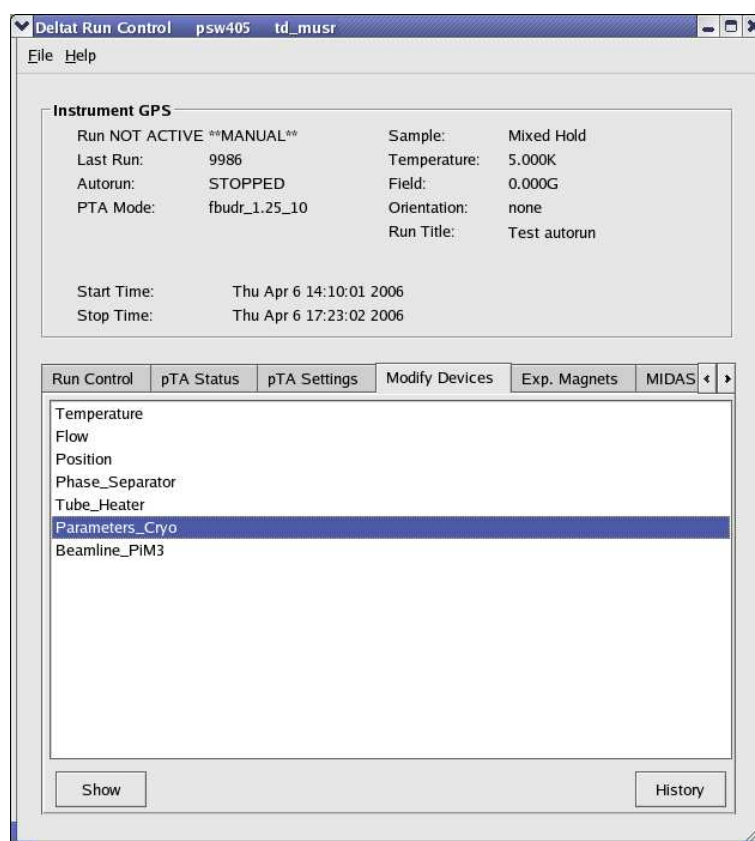 Deltat Run Control psw405 td_musr
File Help
Instrument GPS
Run NOT ACTIVE **MANUAL** Sample: Mixed Hold
Last Run: 9986 Temperature: 5.000K
Autorun: STOPPED Field: 0.000G
PTA Mode: fbudr_1.25_10 Orientation: none
Run Title: Test autorun
Start Time: Thu Apr 6 14:10:01 2006
Stop Time: Thu Apr 6 17:23:02 2006
Run Control pTA Status pTA Settings Modify Devices Exp. Magnets MIDAS
Temperature
Flow
Position
Phase_Separator
Tube_Heater
Parameters_Cryo
Beamline_PiM3
Show History